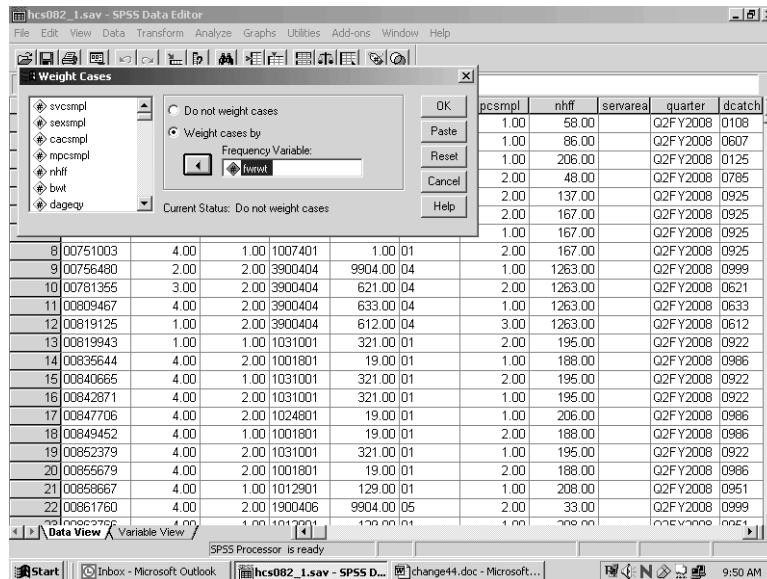 hcs082_1.sav - SPSS Data Editor
File Edit View Data Transform Analyze Graphs Utilities Add-ons Window Help
Weight Cases
svcsmpl
sexsmpl
cacsmpl
mpcsmpl
nhff
bwt
dageqy
Do not weight cases
Weight cases by
Frequency Variable:
fwrwt
Current Status: Do not weight cases
OK
Paste
Reset
Cancel
Help
pcsmpl nhff servarea quarter dcatch
1.00 58.00 Q2FY2008 0108
1.00 86.00 Q2FY2008 0607
1.00 206.00 Q2FY2008 0125
2.00 48.00 Q2FY2008 0785
2.00 137.00 Q2FY2008 0925
2.00 167.00 Q2FY2008 0925
1.00 167.00 Q2FY2008 0925
8 00751003 4.00 1.00 1007401 1.00 01 2.00 167.00 Q2FY2008 0925
9 00756480 2.00 2.00 3900404 9904.00 04 1.00 1263.00 Q2FY2008 0999
10 00781355 3.00 2.00 3900404 621.00 04 2.00 1263.00 Q2FY2008 0621
11 00809467 4.00 2.00 3900404 633.00 04 1.00 1263.00 Q2FY2008 0633
12 00819125 1.00 2.00 3900404 612.00 04 3.00 1263.00 Q2FY2008 0612
13 00819943 1.00 1.00 1031001 321.00 01 2.00 195.00 Q2FY2008 0922
14 00835644 4.00 2.00 1001801 19.00 01 1.00 188.00 Q2FY2008 0986
15 00840665 4.00 1.00 1031001 321.00 01 2.00 195.00 Q2FY2008 0922
16 00842871 4.00 2.00 1031001 321.00 01 1.00 195.00 Q2FY2008 0922
17 00847706 4.00 2.00 1024801 19.00 01 1.00 206.00 Q2FY2008 0986
18 00849452 4.00 1.00 1001801 19.00 01 2.00 188.00 Q2FY2008 0986
19 00852379 4.00 2.00 1031001 321.00 01 1.00 195.00 Q2FY2008 0922
20 00855679 4.00 2.00 1001801 19.00 01 2.00 188.00 Q2FY2008 0986
21 00858667 4.00 1.00 1012901 129.00 01 1.00 208.00 Q2FY2008 0951
22 00861760 4.00 2.00 1900406 9904.00 05 2.00 33.00 Q2FY2008 0999
Data View Variable View
SPSS Processor is ready
Start Inbox - Microsoft Outlook hcs082_1.sav - SPSS D... change44.doc - Microsoft... 9:50 AM